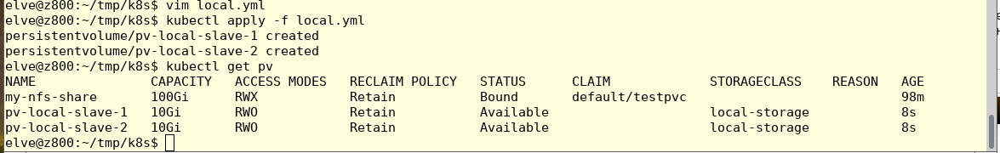 elve@z800:~/tmp/k8s$ vim local.yml
elve@z800:~/tmp/k8s$ kubectl apply -f local.yml
persistentvolume/pv-local-slave-1 created
persistentvolume/pv-local-slave-2 created
elve@z800:~/tmp/k8s$ kubectl get pv
NAME               CAPACITY   ACCESS MODES   RECLAIM POLICY   STATUS      CLAIM             STORAGECLASS    REASON   AGE
my-nfs-share       100Gi      RWX            Retain           Bound       default/testpvc                            98m
pv-local-slave-1   10Gi       RWO            Retain           Available                     local-storage            8s
pv-local-slave-2   10Gi       RWO            Retain           Available                     local-storage            8s
elve@z800:~/tmp/k8s$